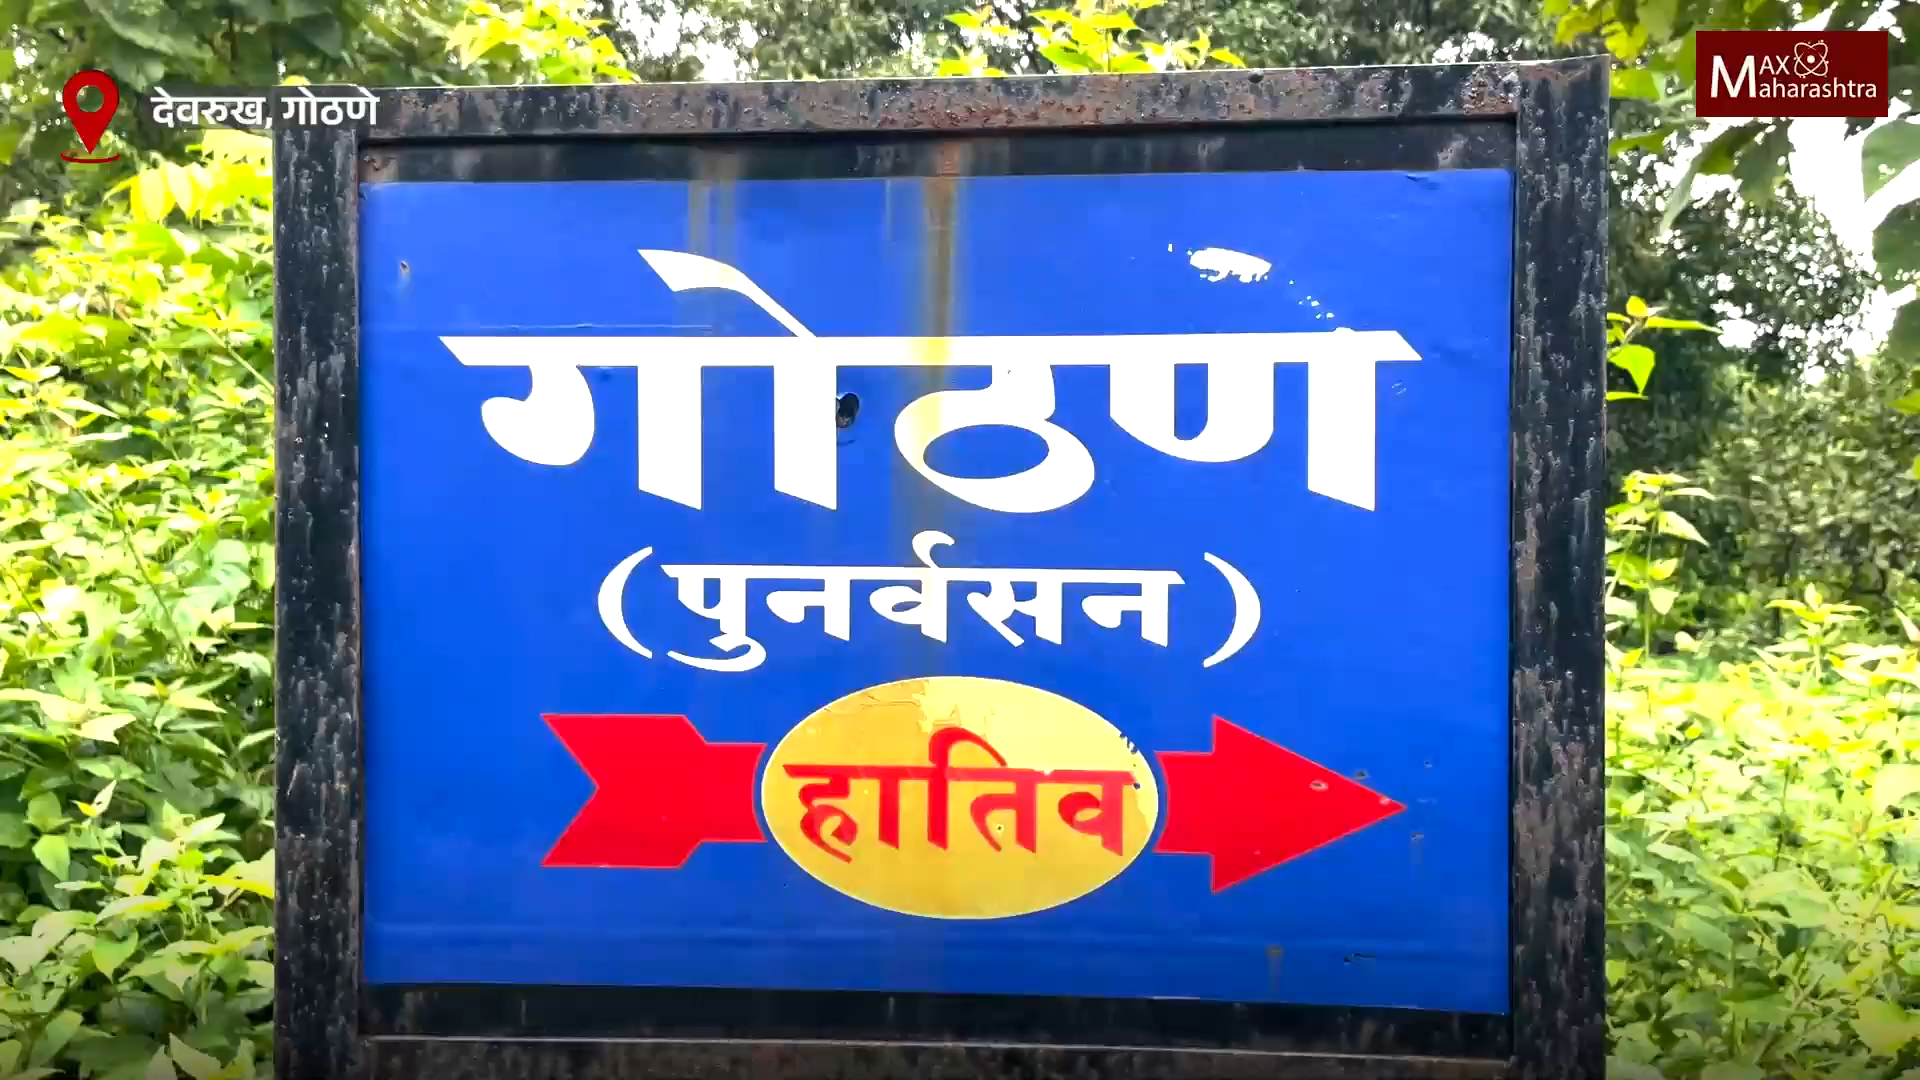 देवरुख, गोठणे
MAX
Maharashtra
गोठणे
(पुनर्वसन)
हातिव